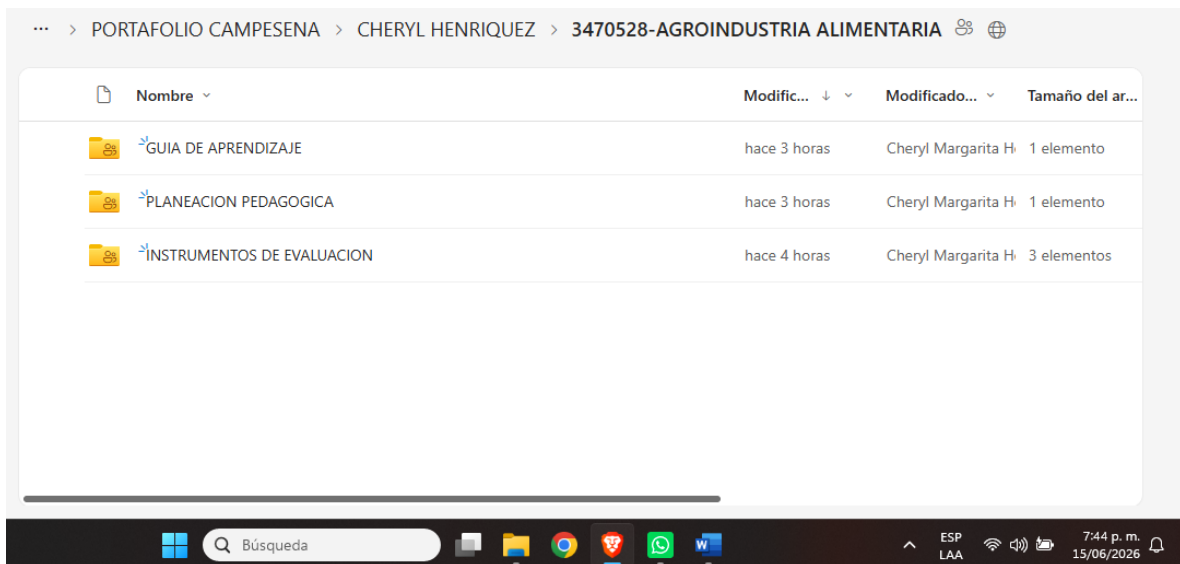 ··· > PORTAFOLIO CAMPESENA > CHERYL HENRIQUEZ > 3470528-AGROINDUSTRIA ALIMENTARIA
Nombre Modific... ↓ Modificado... Tamaño del ar...
GUIA DE APRENDIZAJE hace 3 horas Cheryl Margarita H 1 elemento
PLANEACION PEDAGOGICA hace 3 horas Cheryl Margarita H 1 elemento
INSTRUMENTOS DE EVALUACION hace 4 horas Cheryl Margarita H 3 elementos
Búsqueda ESP 7:44 p. m.
LAA 15/06/2026